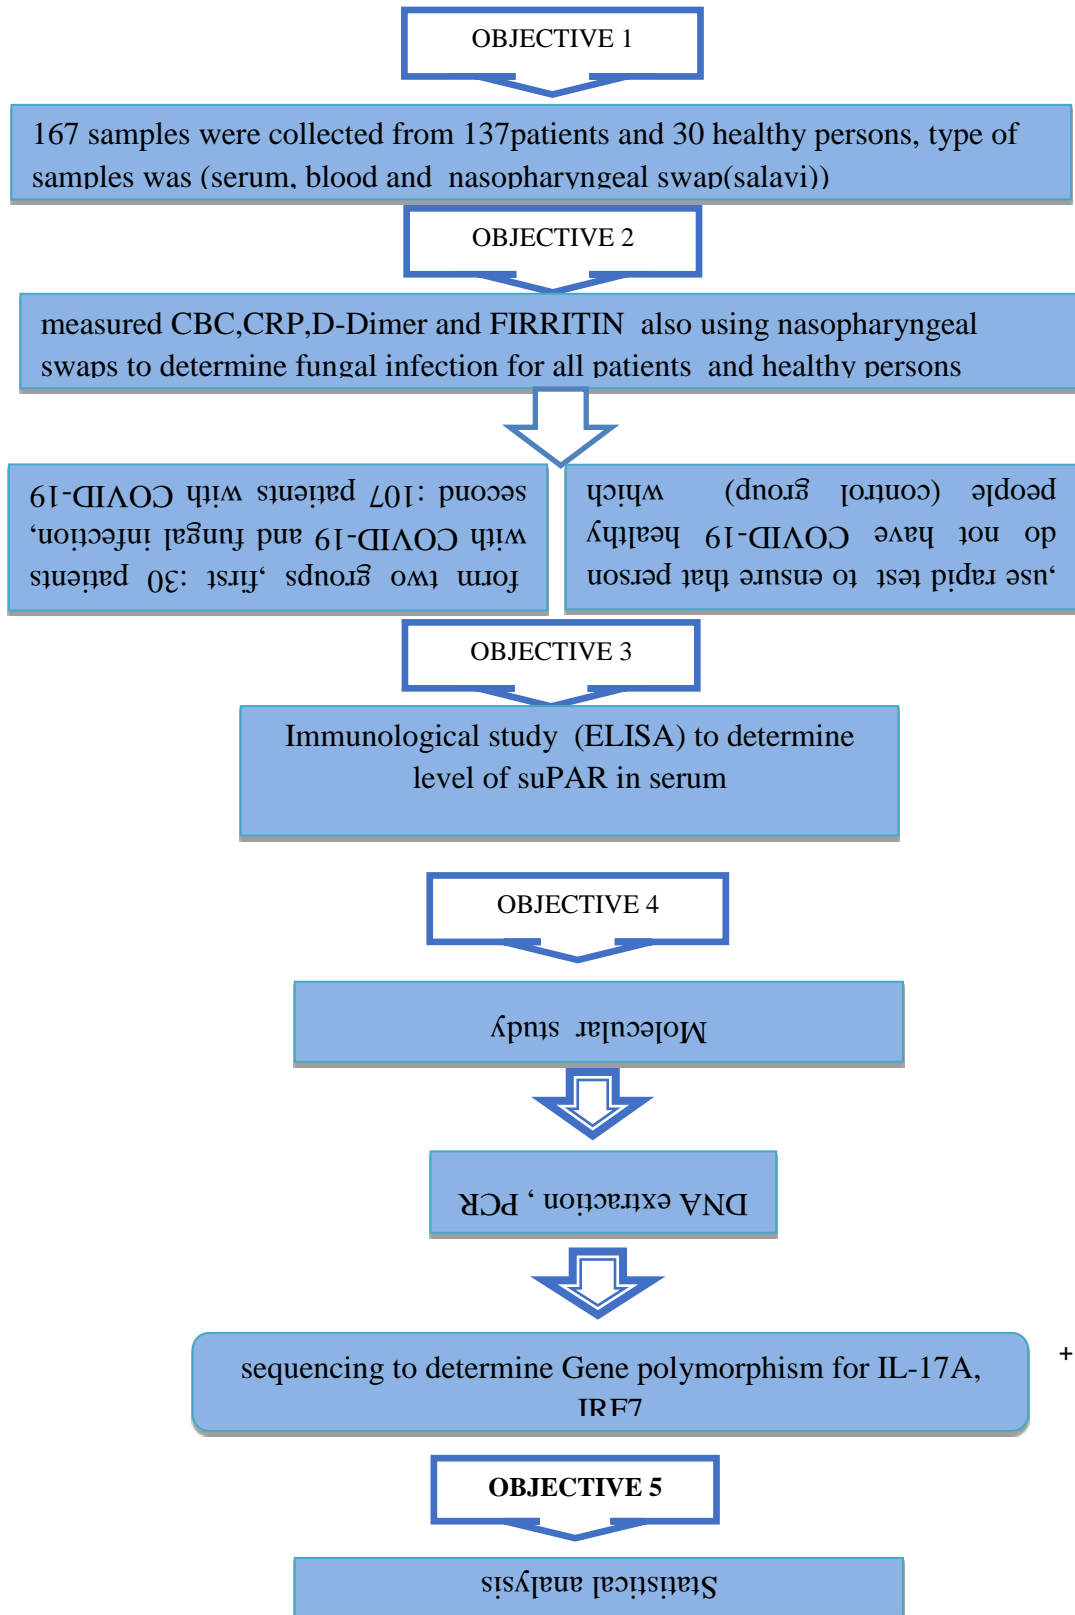 OBJECTIVE 1
167 samples were collected from 137patients and 30 healthy persons, type of
samples was (serum, blood and nasopharyngeal swap(salavi))
OBJECTIVE 2
measured CBC,CRP,D-Dimer and FIRRITIN also using nasopharyngeal
swaps to determine fungal infection for all patients and healthy persons
form two groups ,first :30 patients
with COVID-19 and fungal infection,
second :107 patients with COVID-19
,use rapid test to ensure that person
do not have COVID-19 healthy
people (control group) which
OBJECTIVE 3
Immunological study (ELISA) to determine
level of suPAR in serum
OBJECTIVE 4
Molecular study
DNA extraction , PCR
sequencing to determine Gene polymorphism for IL-17A,
IRF7
+
OBJECTIVE 5
Statistical analysis